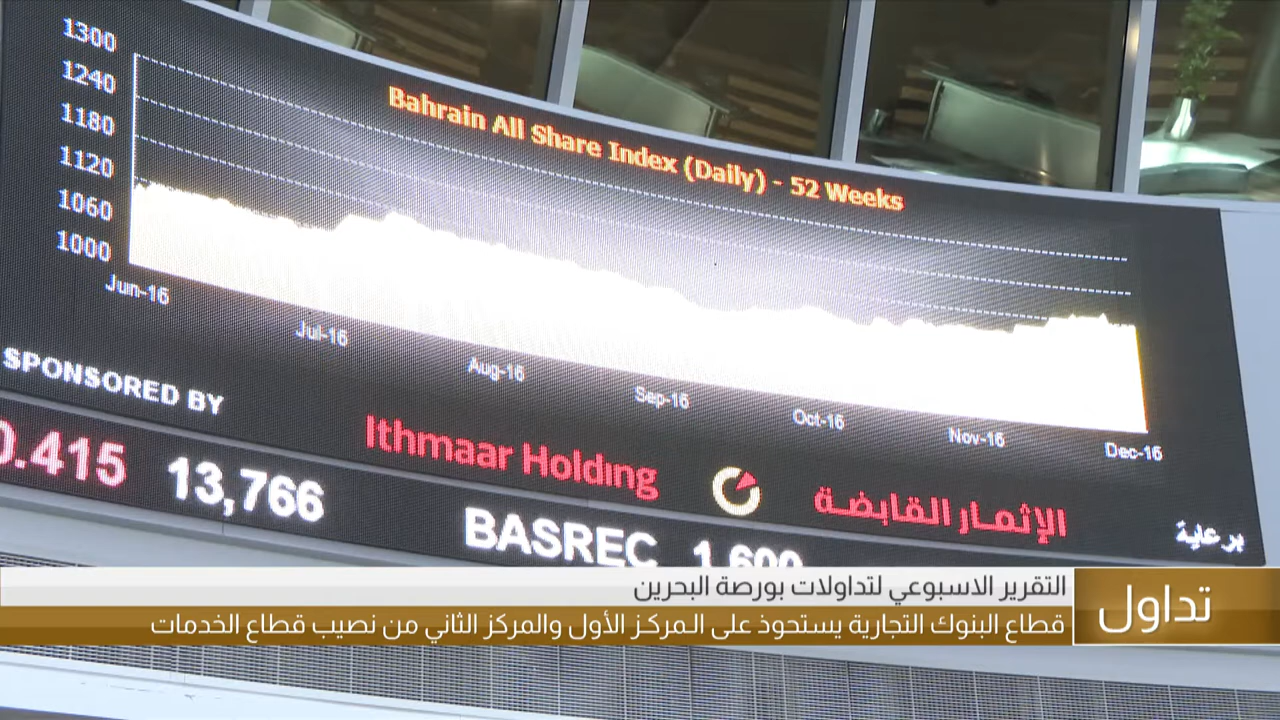 Bahrain All Share Index (Daily) - 52 Weeks
1300
1240
1180
1120
1060
1000
Jun-16
Jul-16
Aug-16
Sep-16
Oct-16
Nov-16
Dec-16
SPONSORED BY
Ithmaar Holding
الإثمار القابضة
برعاية
0.415 13,766 BASREC 1,600
تداول
التقرير الاسبوعي لتداولات بورصة البحرين
قطاع البنوك التجارية يستحوذ على المركز الأول والمركز الثاني من نصيب قطاع الخدمات